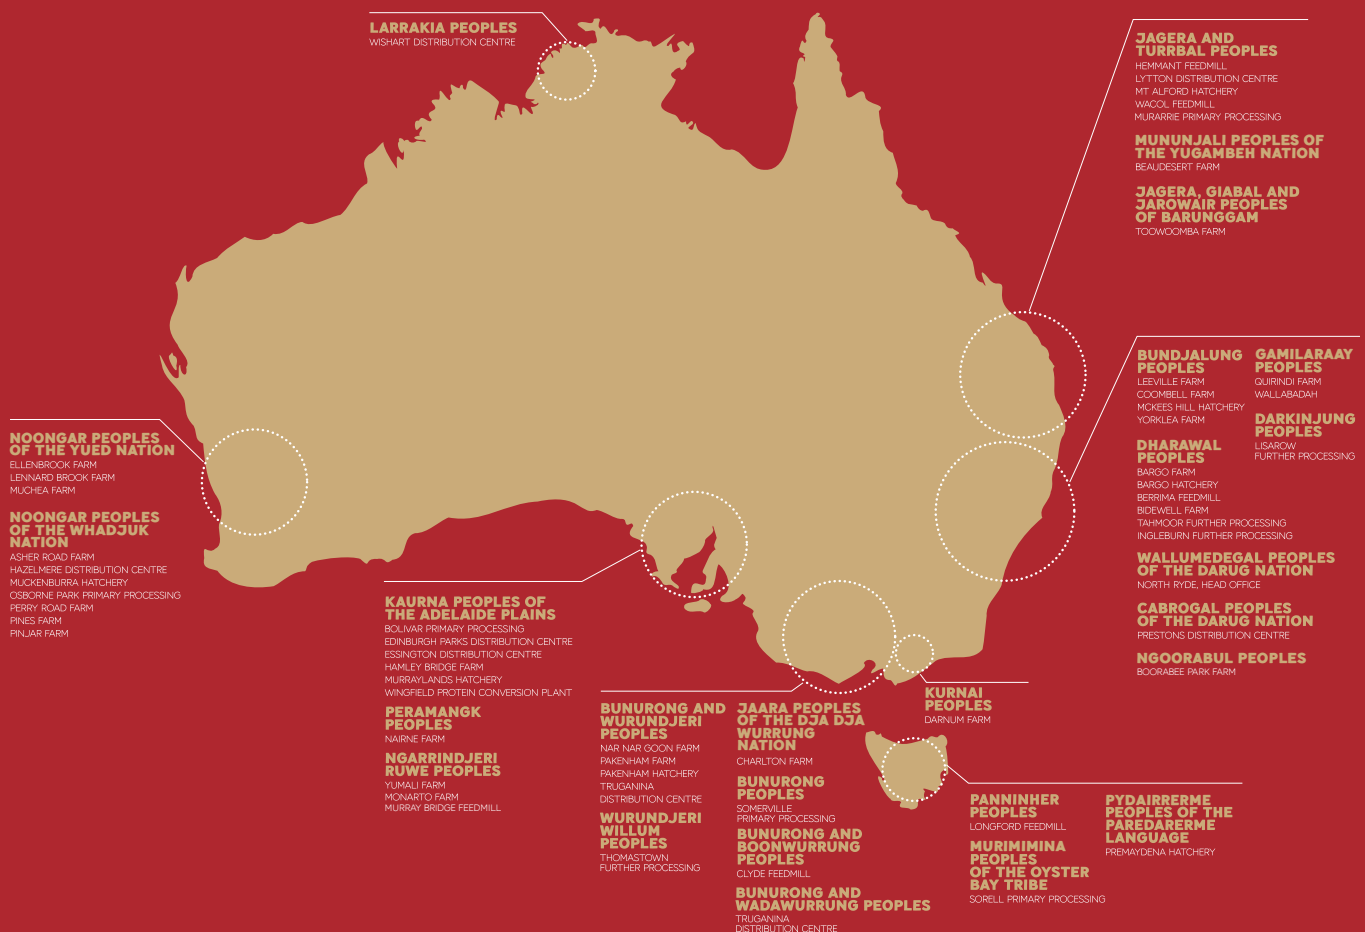 LARRAKIA PEOPLES
WISHART DISTRIBUTION CENTRE
JAGERA AND
TURRBAL PEOPLES
HEMMANT FEEDMILL
LYTTON DISTRIBUTION CENTRE
MT ALFORD HATCHERY
WACOL FEEDMILL
MURARRIE PRIMARY PROCESSING
MUNUNJALI PEOPLES OF
THE YUGAMBEH NATION
BEAUDESERT FARM
JAGERA, GIABAL AND
JAROWAIR PEOPLES
OF BARUNGGAM
TOOWOOMBA FARM
BUNDJALUNG
PEOPLES
LEEVILLE FARM
COOMBELL FARM
MCKEES HILL HATCHERY
YORKLEA FARM
GAMILARAAY
PEOPLES
QUIRINDI FARM
WALLABADAH
DARKINJUNG
PEOPLES
LISAROW
FURTHER PROCESSING
DHARAWAL
PEOPLES
BARGO FARM
BARGO HATCHERY
BERRIMA FEEDMILL
BIDEWELL FARM
TAHMOOR FURTHER PROCESSING
INGLEBURN FURTHER PROCESSING
WALLUMEDEGAL PEOPLES
OF THE DARUG NATION
NORTH RYDE, HEAD OFFICE
CABROGAL PEOPLES
OF THE DARUG NATION
PRESTONS DISTRIBUTION CENTRE
NGOORABUL PEOPLES
BOORABEE PARK FARM
NOONGAR PEOPLES
OF THE YUED NATION
ELLENBROOK FARM
LENNARD BROOK FARM
MUCHEA FARM
NOONGAR PEOPLES
OF THE WHADJUK
NATION
ASHER ROAD FARM
HAZELMERE DISTRIBUTION CENTRE
MUCKENBURRA HATCHERY
OSBORNE PARK PRIMARY PROCESSING
PERRY ROAD FARM
PINES FARM
PINJAR FARM
KAURNA PEOPLES OF
THE ADELAIDE PLAINS
BOLIVAR PRIMARY PROCESSING
EDINBURGH PARKS DISTRIBUTION CENTRE
ESSINGTON DISTRIBUTION CENTRE
HAMLEY BRIDGE FARM
MURRAYLANDS HATCHERY
WINGFIELD PROTEIN CONVERSION PLANT
PERAMANGK
PEOPLES
NAIRNE FARM
NGARRINDJERI
RUWE PEOPLES
YUMALI FARM
MONARTO FARM
MURRAY BRIDGE FEEDMILL
BUNURONG AND
WURUNDJERI
PEOPLES
NAR NAR GOON FARM
PAKENHAM FARM
PAKENHAM HATCHERY
TRUGANINA
DISTRIBUTION CENTRE
WURUNDJERI
WILLUM
PEOPLES
THOMASTOWN
FURTHER PROCESSING
JAARA PEOPLES
OF THE DJA DJA
WURRUNG
NATION
CHARLTON FARM
BUNURONG
PEOPLES
SOMERVILLE
PRIMARY PROCESSING
BUNURONG AND
BOONWURRUNG
PEOPLES
CLYDE FEEDMILL
BUNURONG AND
WADAWURRUNG PEOPLES
TRUGANINA
DISTRIBUTION CENTRE
KURNAI
PEOPLES
DARNUM FARM
PANNINHER
PEOPLES
LONGFORD FEEDMILL
MURIMIMINA
PEOPLES
OF THE OYSTER
BAY TRIBE
SORELL PRIMARY PROCESSING
PYDAIRRERME
PEOPLES OF THE
PAREDARERME
LANGUAGE
PREMAYDENA HATCHERY